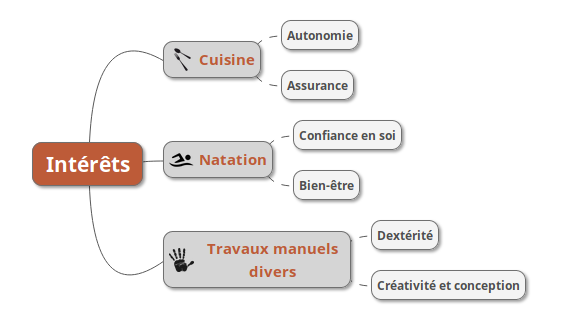 Intérêts
Cuisine
Autonomie
Assurance
Natation
Confiance en soi
Bien-être
Travaux manuels
divers
Dextérité
Créativité et conception